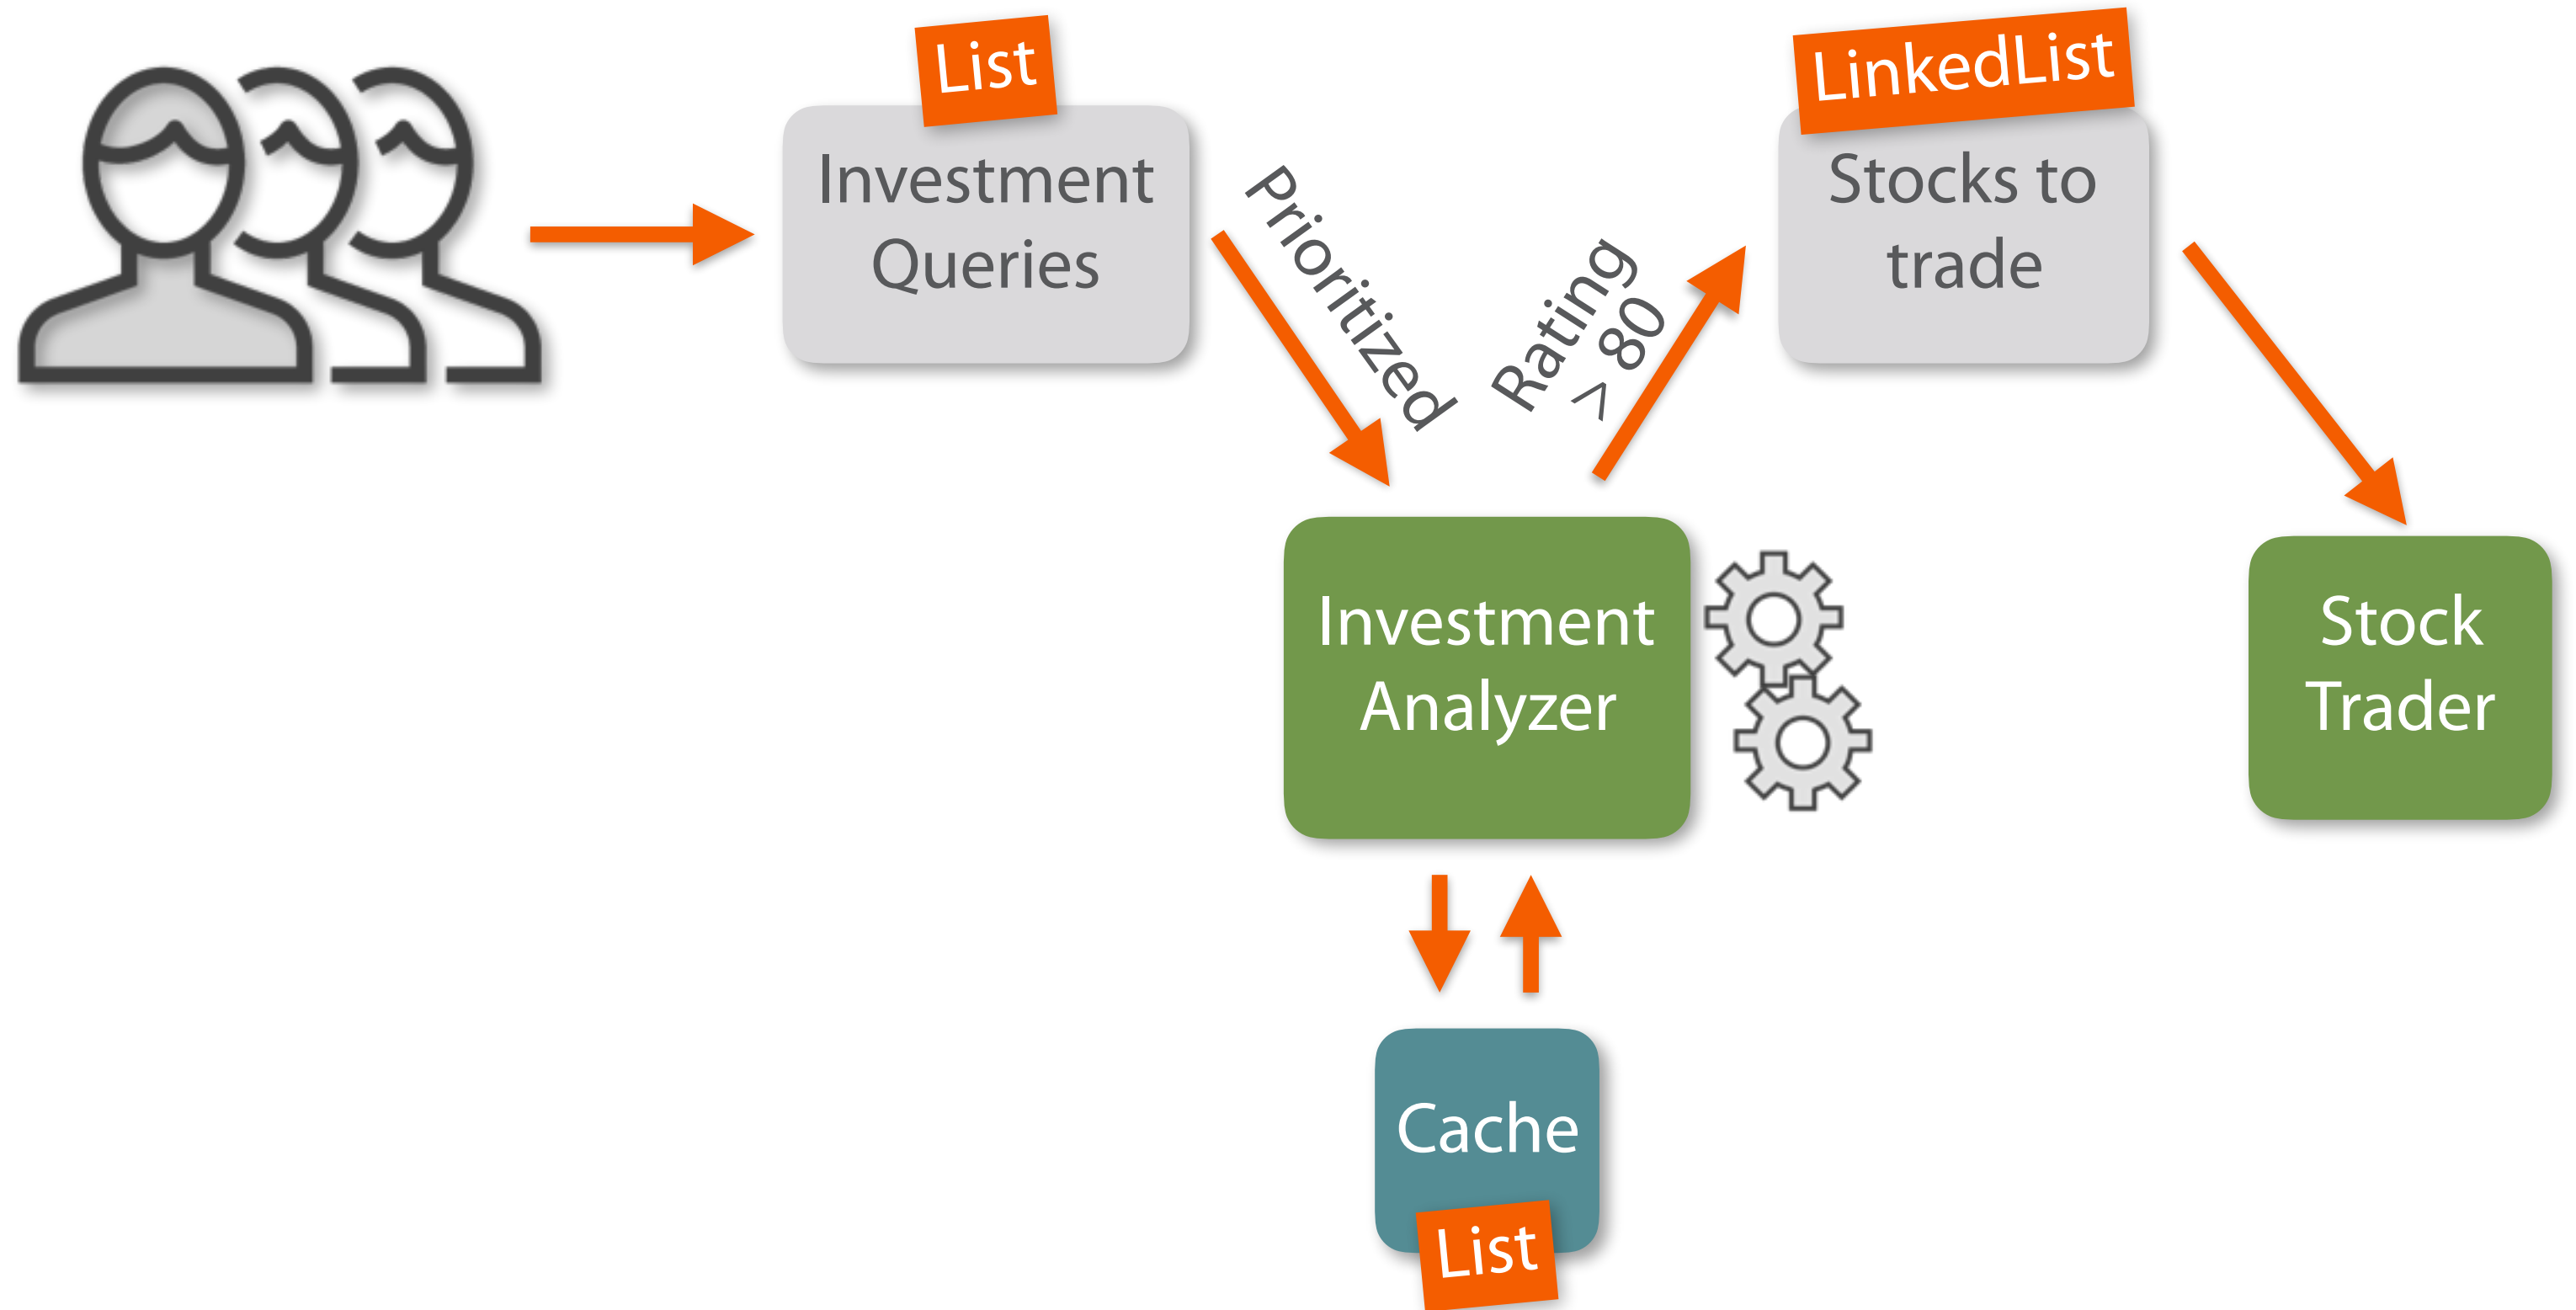 List
Investment
Queries
Prioritized
Rating
> 80
LinkedList
Stocks to
trade
Investment
Analyzer
Stock
Trader
Cache
List